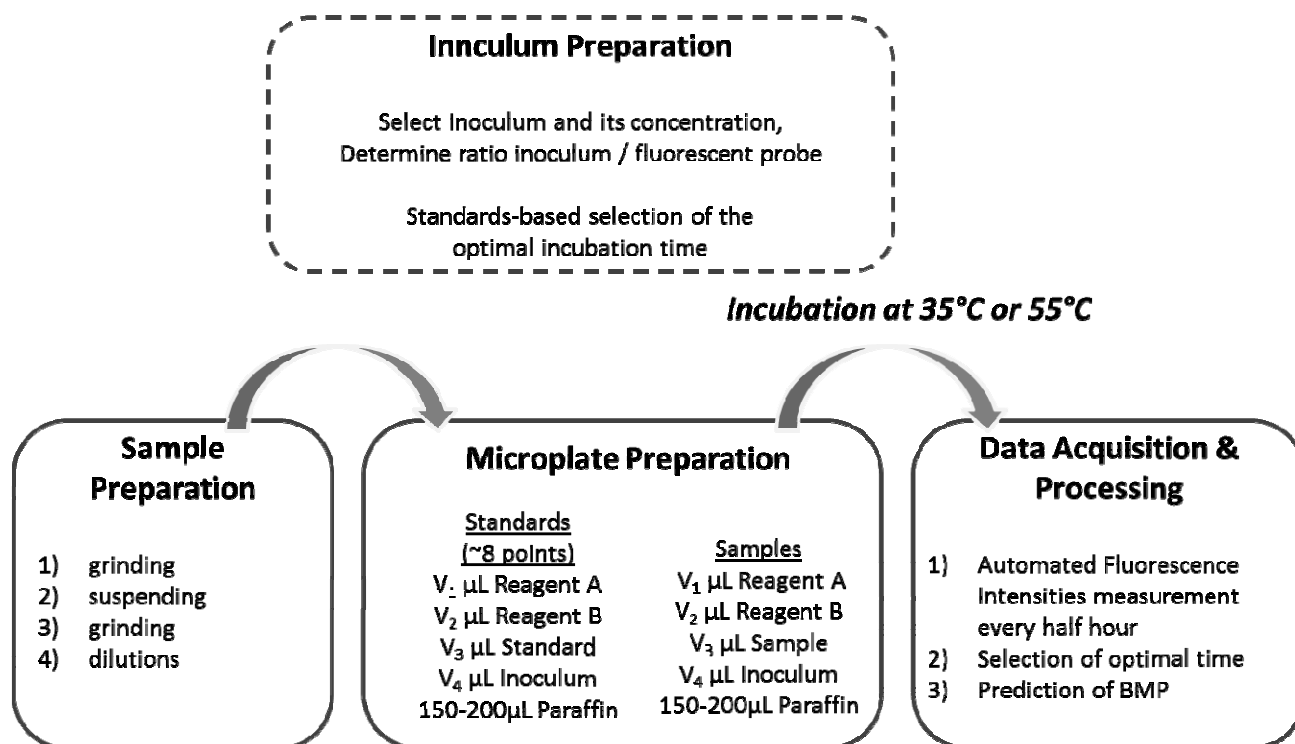 Innculum Preparation
Select Inoculum and its concentration,
Determine ratio inoculum / fluorescent probe
Standards-based selection of the
optimal incubation time
Incubation at 35°C or 55°C
Sample
Preparation
1) grinding
2) suspending
3) grinding
4) dilutions
Microplate Preparation
Standards
(~8 points)
V₁ µL Reagent A
V₂ µL Reagent B
V₃ µL Standard
V₄ µL Inoculum
150-200µL Paraffin
Samples
V₁ µL Reagent A
V₂ µL Reagent B
V₃ µL Sample
V₄ µL Inoculum
150-200µL Paraffin
Data Acquisition &
Processing
1) Automated Fluorescence
Intensities measurement
every half hour
2) Selection of optimal time
3) Prediction of BMP